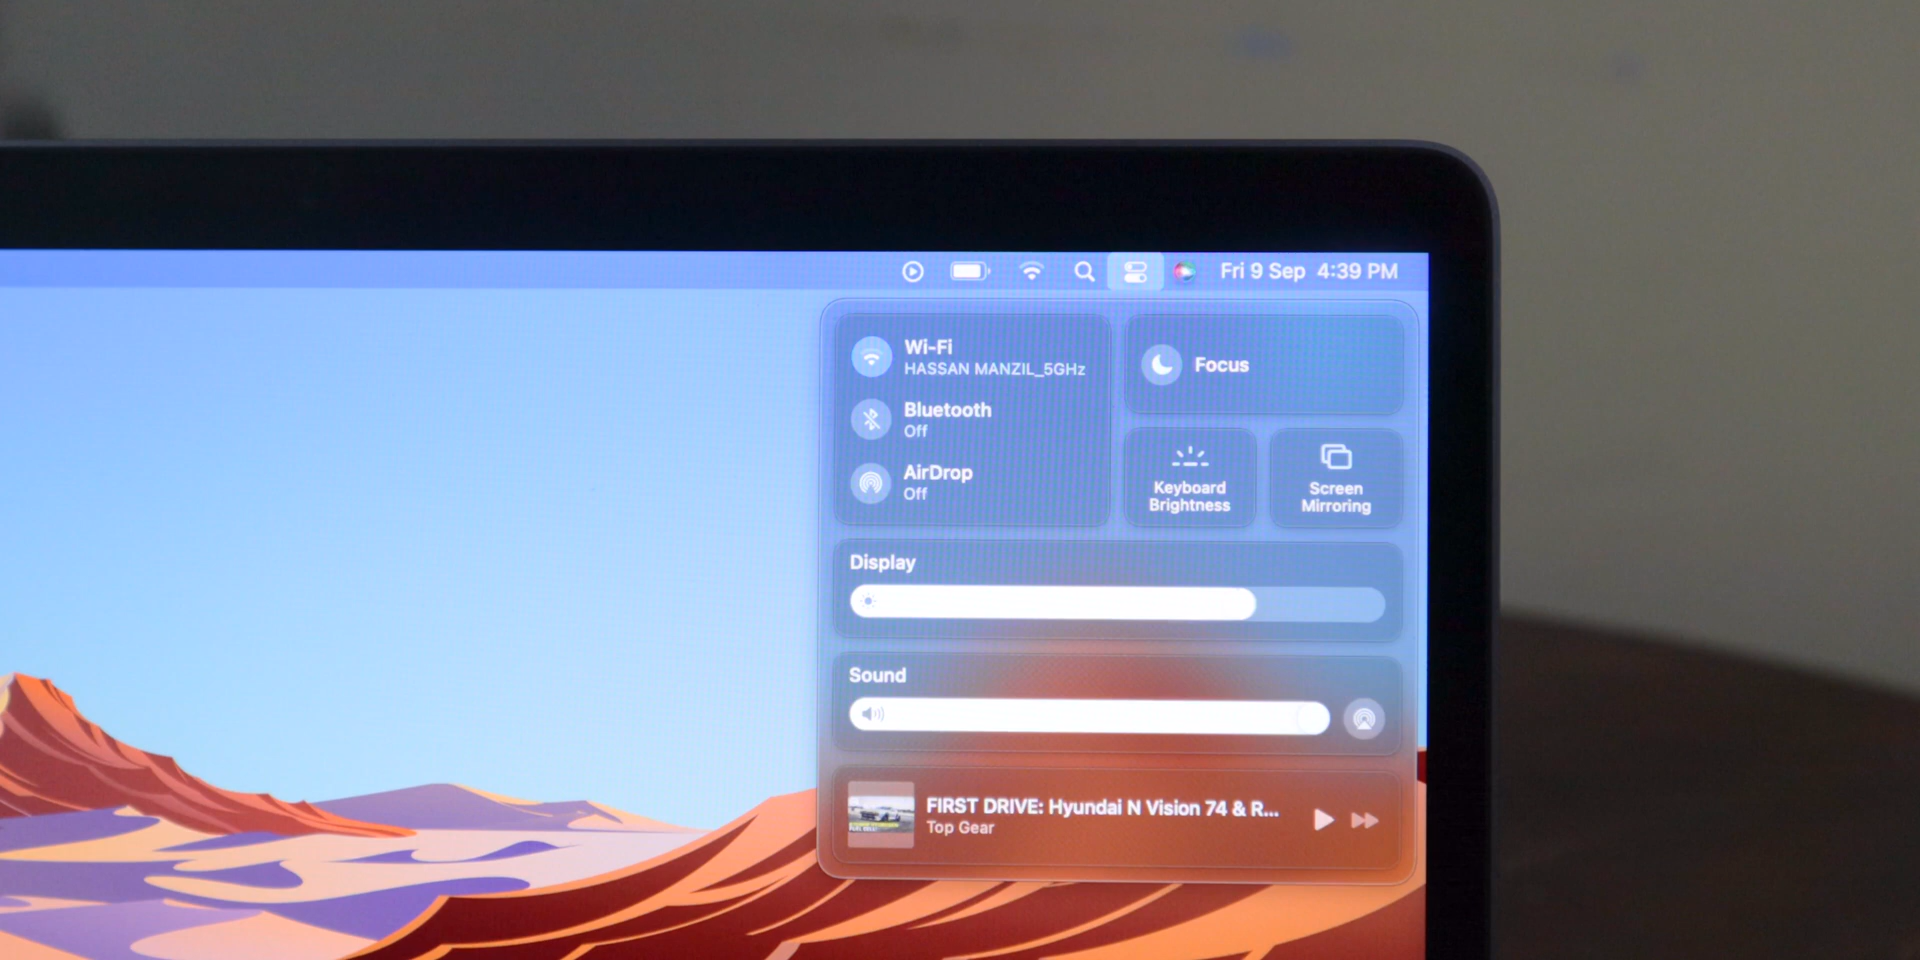 Fri 9 Sep 4:39 PM
Wi-Fi
HASSAN MANZIL_5GHz
Bluetooth
Off
AirDrop
Off
Focus
Keyboard
Brightness
Screen
Mirroring
Display
Sound
FIRST DRIVE: Hyundai N Vision 74 & R...
Top Gear